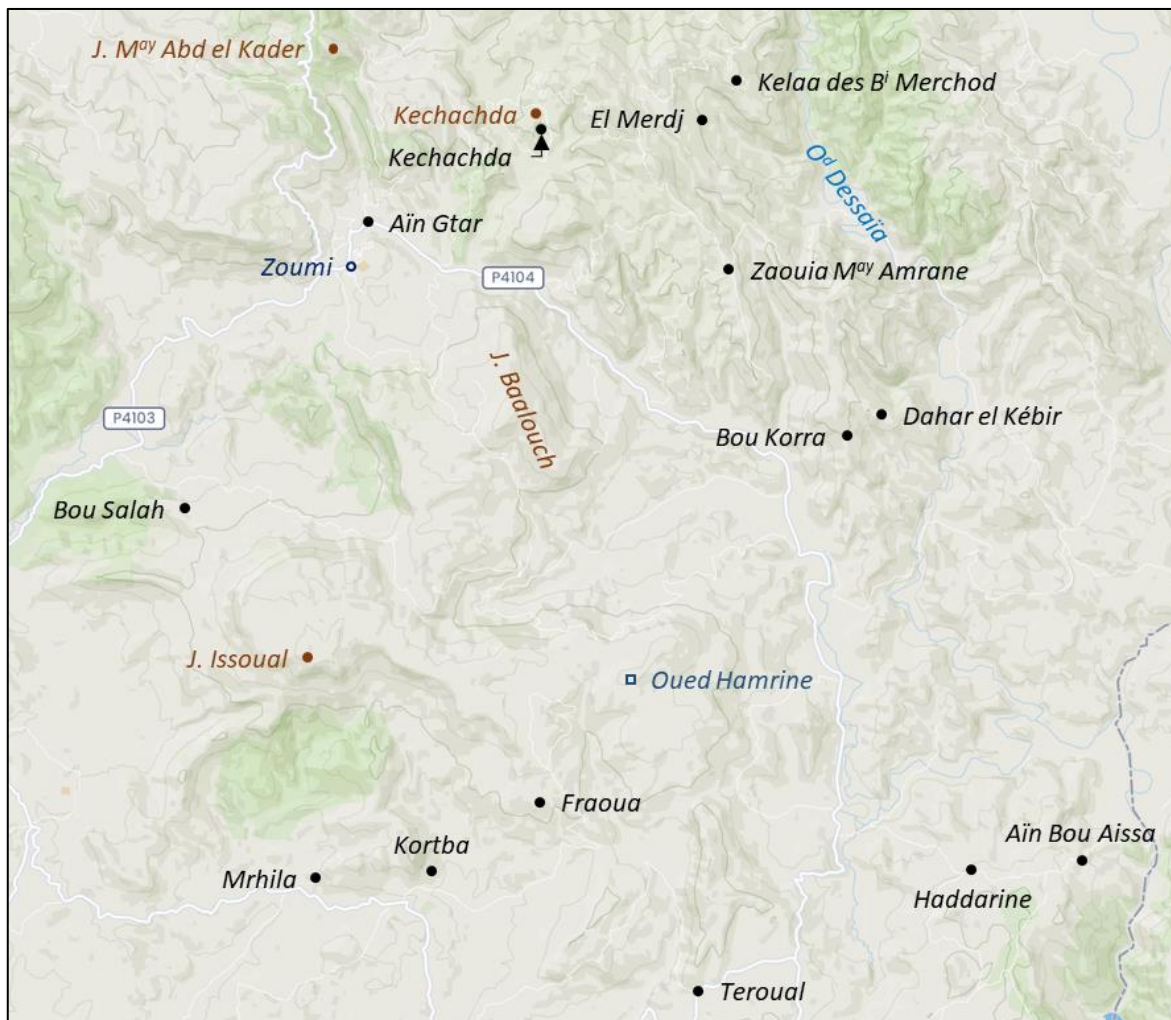 J. Mᵃʸ Abd el Kader
Kelaa des Bⁱ Merchod
Kechachda
El Merdj
Kechachda
Oᵈ Dessaïa
Aïn Gtar
Zoumi
P4104
Zaouia Mᵃʸ Amrane
J. Baalouch
P4103
Dahar el Kébir
Bou Korra
Bou Salah
J. Issoual
Oued Hamrine
Fraoua
Kortba
Aïn Bou Aissa
Mrhila
Haddarine
Teroual